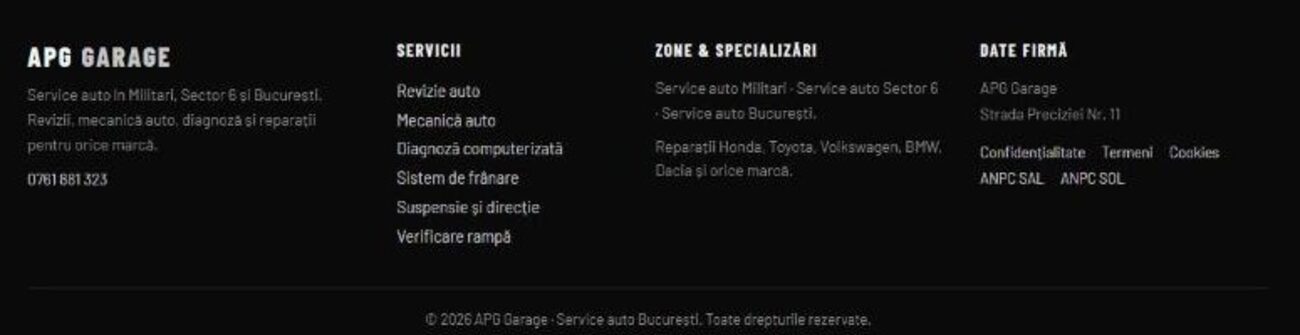 APG GARAGE
Service auto în Militari, Sector 6 și București.
Revizii, mecanică auto, diagnoză și reparații
pentru orice marcă.
0761 881 323
SERVICII
Revizie auto
Mecanică auto
Diagnoză computerizată
Sistem de frânare
Suspensie și direcție
Verificare rampă
ZONE & SPECIALIZĂRI
Service auto Militari · Service auto Sector 6
· Service auto București.
Reparații Honda, Toyota, Volkswagen, BMW,
Dacia și orice marcă.
DATE FIRMĂ
APG Garage
Strada Preciziei Nr. 11
Confidențialitate Termeni Cookies
ANPC SAL ANPC SOL
© 2026 APG Garage · Service auto București. Toate drepturile rezervate.